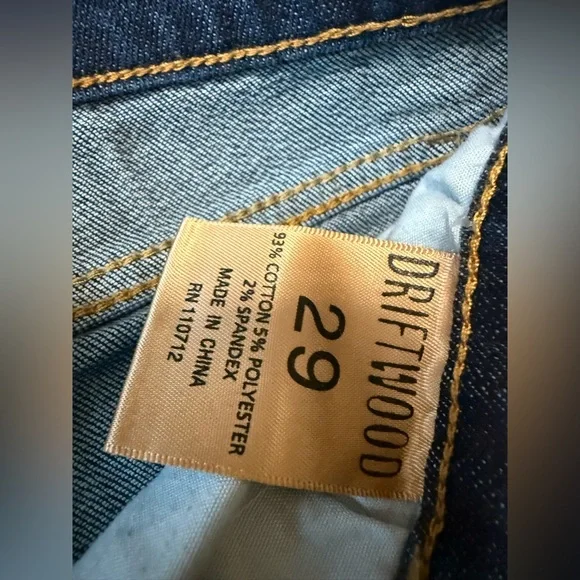 DRIFTWOOD
29
93% COTTON 5% POLYESTER
2% SPANDEX
MADE IN CHINA
RN 110712